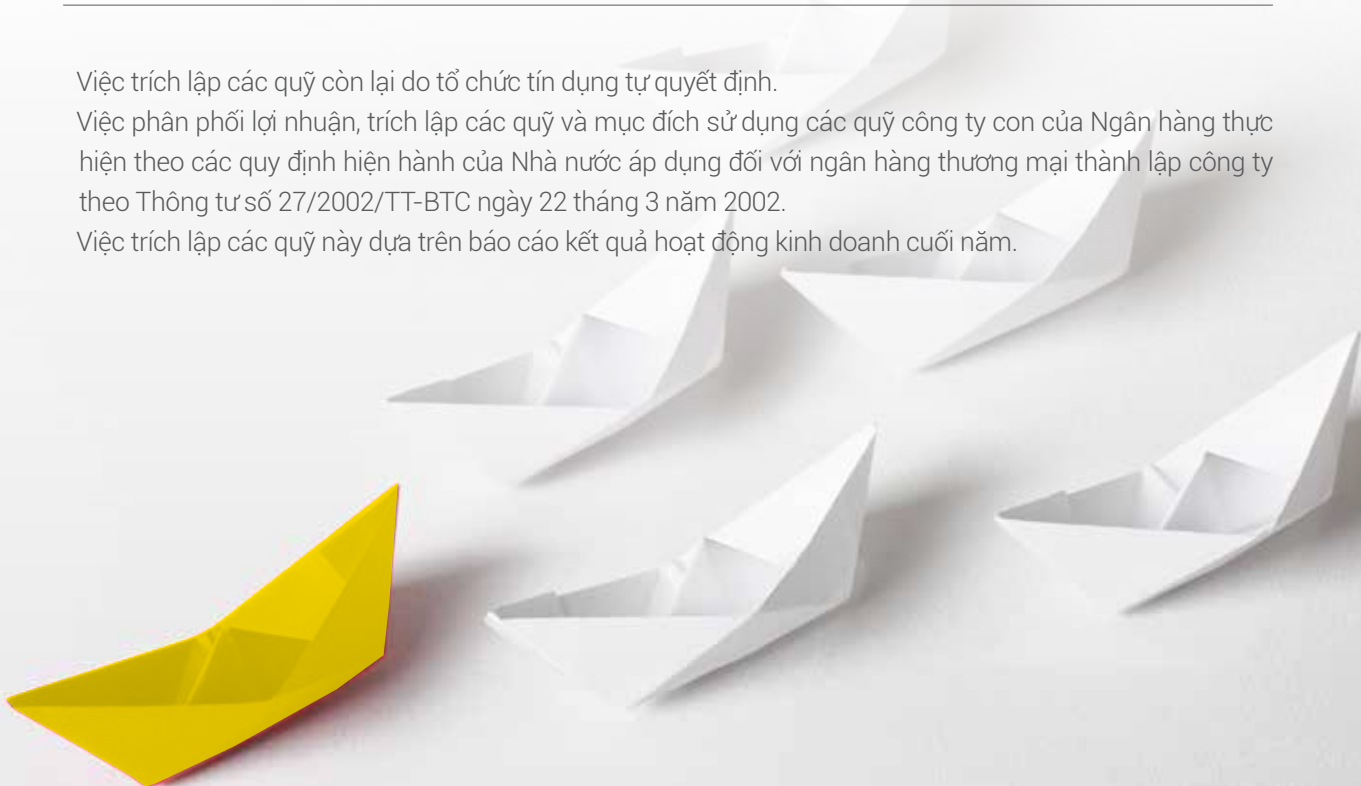 Việc trích lập các quỹ còn lại do tổ chức tín dụng tự quyết định.
Việc phân phối lợi nhuận, trích lập các quỹ và mục đích sử dụng các quỹ công ty con của Ngân hàng thực
hiện theo các quy định hiện hành của Nhà nước áp dụng đối với ngân hàng thương mại thành lập công ty
theo Thông tư số 27/2002/TT-BTC ngày 22 tháng 3 năm 2002.
Việc trích lập các quỹ này dựa trên báo cáo kết quả hoạt động kinh doanh cuối năm.